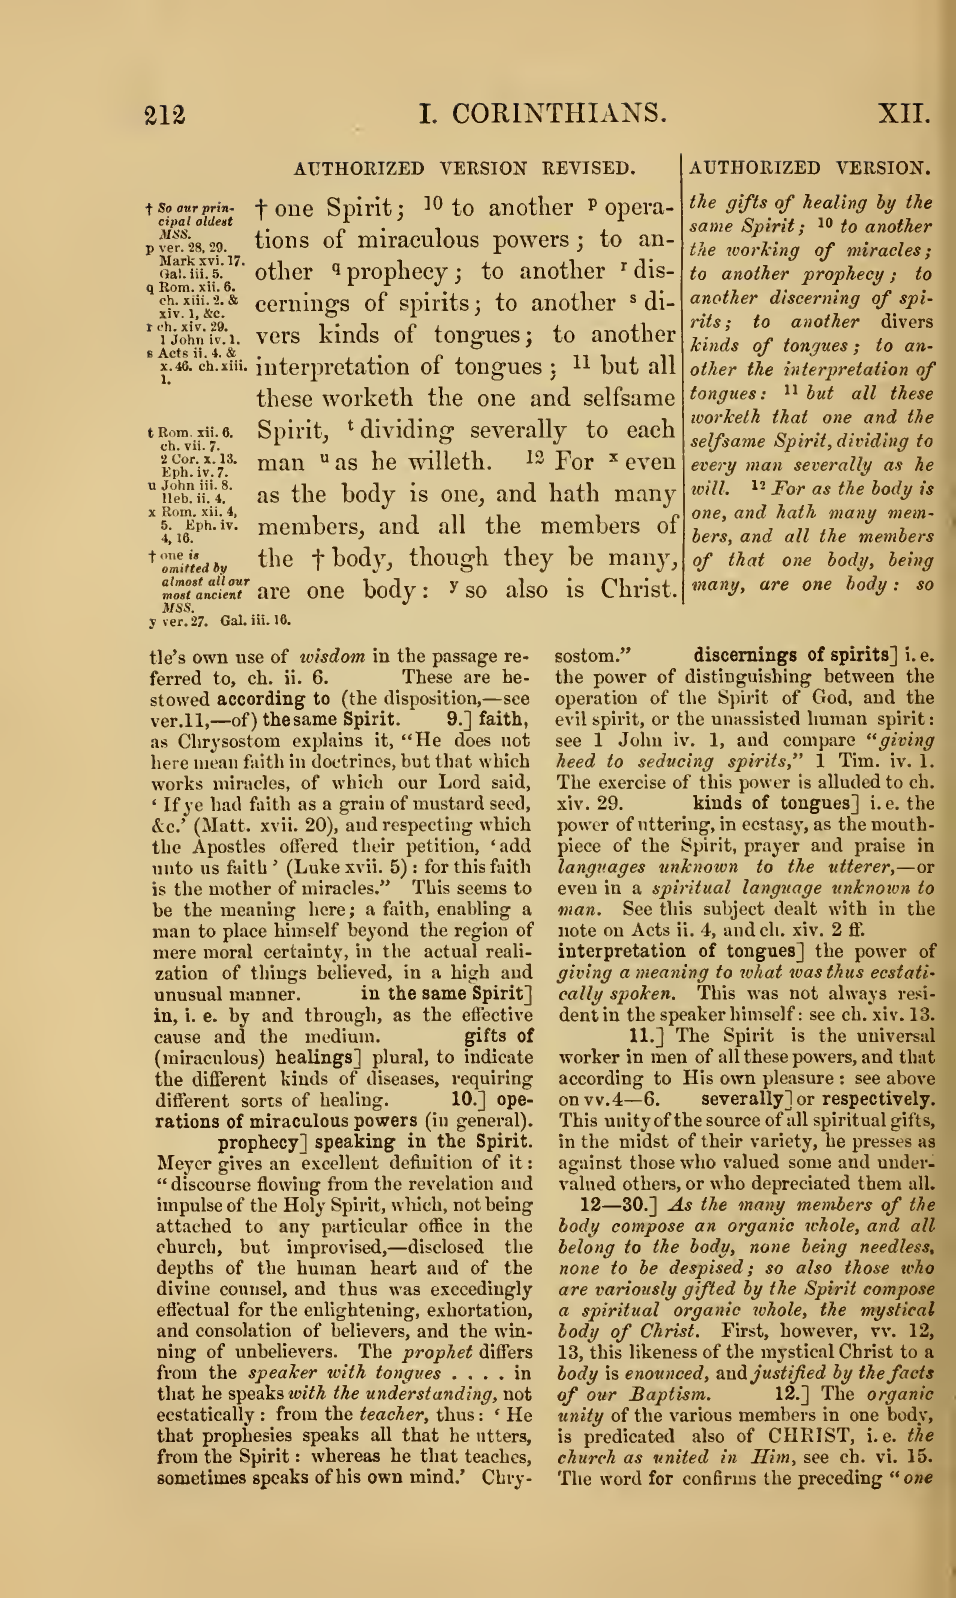 212
I. CORINTHIANS.
XII.
AUTHORIZED VERSION REVISED.
† So our prin-
cipal oldest
MSS.
p ver. 28, 29.
Mark xvi. 17.
Gal. iii. 5.
q Rom. xii. 6.
ch. xiii. 2. &
xiv. 1, &c.
r ch. xiv. 29.
1 John iv. 1.
s Acts ii. 4. &
x. 46. ch. xiii.
1.
t Rom. xii. 6.
ch. vii. 7.
2 Cor. x. 13.
Eph. iv. 7.
u John iii. 8.
Heb. ii. 4.
x Rom. xii. 4,
5. Eph. iv.
4, 16.
† one is
omitted by
almost all our
most ancient
MSS.
y ver. 27. Gal. iii. 16.
† one Spirit; 10 to another p opera-
tions of miraculous powers; to an-
other q prophecy; to another r dis-
cernings of spirits; to another s di-
vers kinds of tongues; to another
interpretation of tongues; 11 but all
these worketh the one and selfsame
Spirit, t dividing severally to each
man u as he willeth. 12 For x even
as the body is one, and hath many
members, and all the members of
the † body, though they be many,
are one body: y so also is Christ.
AUTHORIZED VERSION.
the gifts of healing by the
same Spirit; 10 to another
the working of miracles;
to another prophecy; to
another discerning of spi-
rits; to another divers
kinds of tongues; to an-
other the interpretation of
tongues: 11 but all these
worketh that one and the
selfsame Spirit, dividing to
every man severally as he
will. 12 For as the body is
one, and hath many mem-
bers, and all the members
of that one body, being
many, are one body: so
tle's own use of wisdom in the passage re-
ferred to, ch. ii. 6. These are be-
stowed according to (the disposition,—see
ver. 11,—of) the same Spirit. 9.] faith,
as Chrysostom explains it, "He does not
here mean faith in doctrines, but that which
works miracles, of which our Lord said,
' If ye had faith as a grain of mustard seed,
&c.' (Matt. xvii. 20), and respecting which
the Apostles offered their petition, 'add
unto us faith' (Luke xvii. 5): for this faith
is the mother of miracles." This seems to
be the meaning here; a faith, enabling a
man to place himself beyond the region of
mere moral certainty, in the actual reali-
zation of things believed, in a high and
unusual manner. in the same Spirit]
in, i. e. by and through, as the effective
cause and the medium. gifts of
(miraculous) healings] plural, to indicate
the different kinds of diseases, requiring
different sorts of healing. 10.] ope-
rations of miraculous powers (in general).
prophecy] speaking in the Spirit.
Meyer gives an excellent definition of it:
"discourse flowing from the revelation and
impulse of the Holy Spirit, which, not being
attached to any particular office in the
church, but improvised,—disclosed the
depths of the human heart and of the
divine counsel, and thus was exceedingly
effectual for the enlightening, exhortation,
and consolation of believers, and the win-
ning of unbelievers. The prophet differs
from the speaker with tongues . . . . in
that he speaks with the understanding, not
ecstatically: from the teacher, thus: ' He
that prophesies speaks all that he utters,
from the Spirit: whereas he that teaches,
sometimes speaks of his own mind.' Chry-
sostom." discernings of spirits] i. e.
the power of distinguishing between the
operation of the Spirit of God, and the
evil spirit, or the unassisted human spirit:
see 1 John iv. 1, and compare "giving
heed to seducing spirits," 1 Tim. iv. 1.
The exercise of this power is alluded to ch.
xiv. 29. kinds of tongues] i. e. the
power of uttering, in ecstasy, as the mouth-
piece of the Spirit, prayer and praise in
languages unknown to the utterer,—or
even in a spiritual language unknown to
man. See this subject dealt with in the
note on Acts ii. 4, and ch. xiv. 2 ff.
interpretation of tongues] the power of
giving a meaning to what was thus ecstati-
cally spoken. This was not always resi-
dent in the speaker himself: see ch. xiv. 13.
11.] The Spirit is the universal
worker in men of all these powers, and that
according to His own pleasure: see above
on vv. 4—6. severally] or respectively.
This unity of the source of all spiritual gifts,
in the midst of their variety, he presses as
against those who valued some and under-
valued others, or who depreciated them all.
12—30.] As the many members of the
body compose an organic whole, and all
belong to the body, none being needless,
none to be despised; so also those who
are variously gifted by the Spirit compose
a spiritual organic whole, the mystical
body of Christ. First, however, vv. 12,
13, this likeness of the mystical Christ to a
body is enounced, and justified by the facts
of our Baptism. 12.] The organic
unity of the various members in one body,
is predicated also of CHRIST, i. e. the
church as united in Him, see ch. vi. 15.
The word for confirms the preceding "one